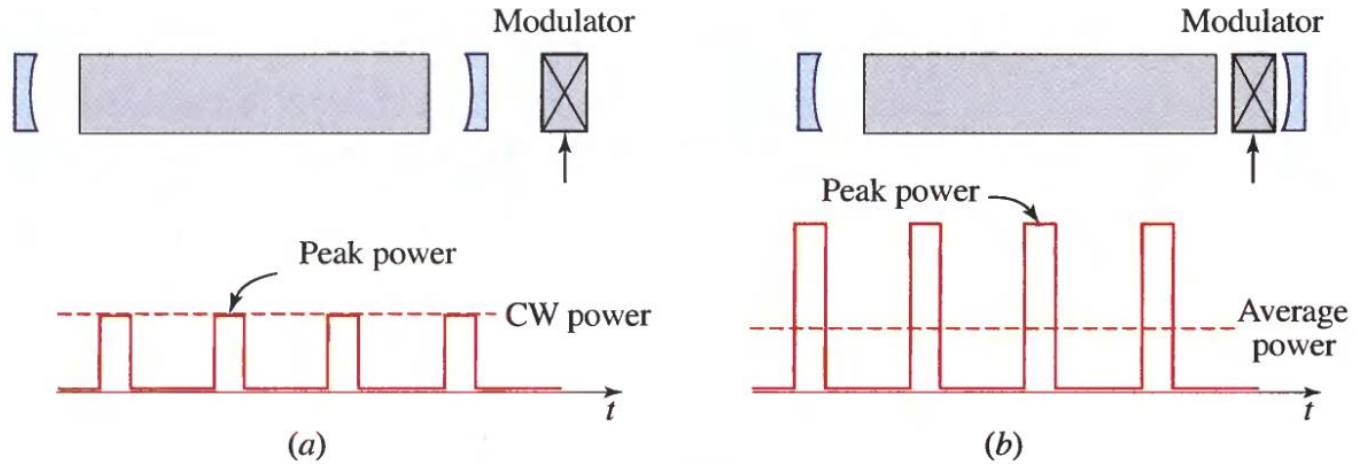 Modulator
Peak power
CW power
t
(a)
Modulator
Peak power
Average
power
t
(b)